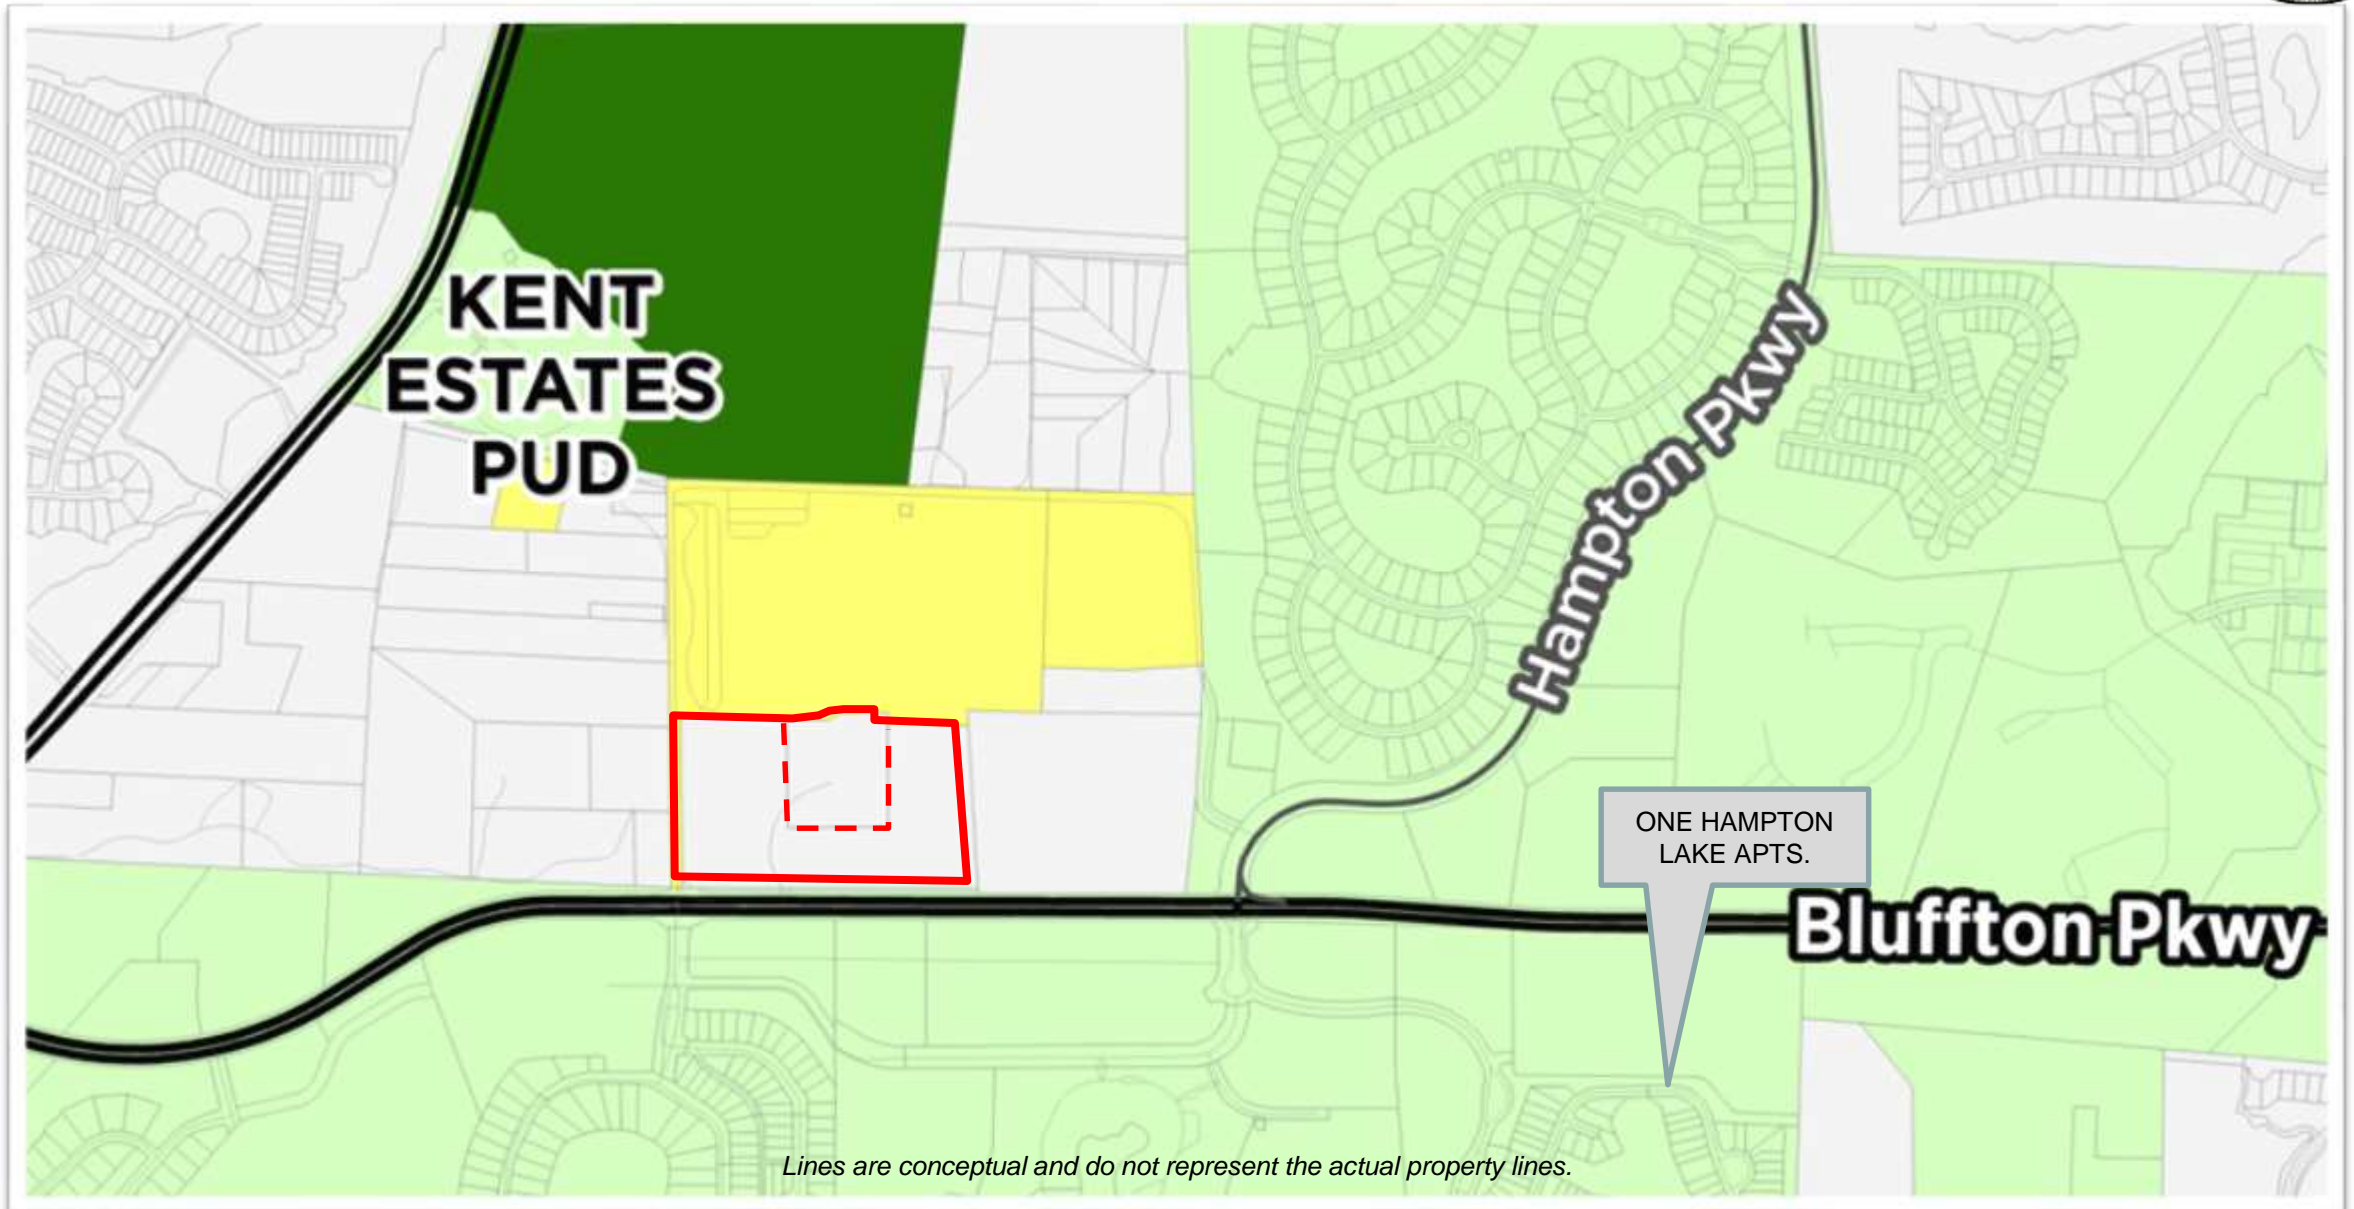 KENT
ESTATES
PUD
Hampton Pkwy
ONE HAMPTON
LAKE APTS.
Bluffton Pkwy
Lines are conceptual and do not represent the actual property lines.